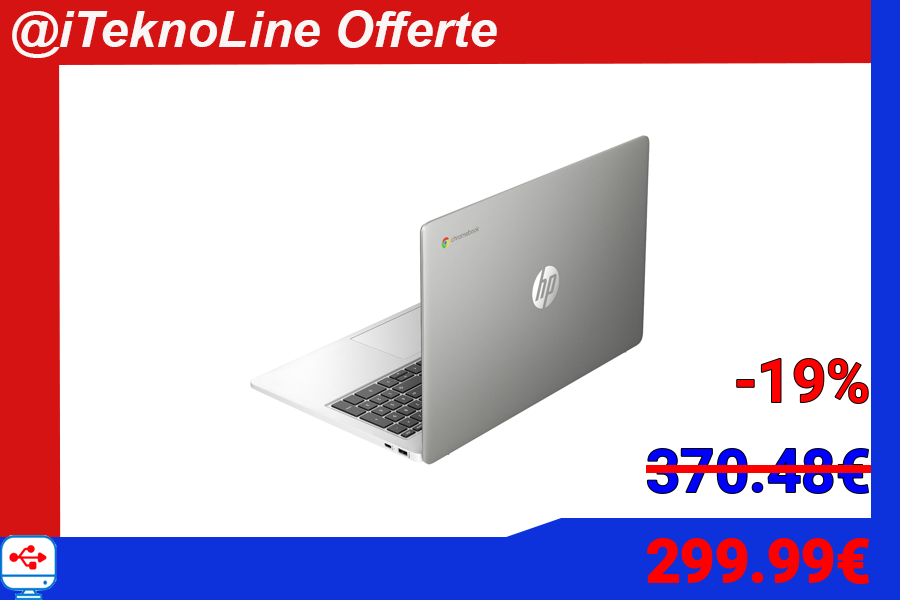 @iTeknoLine Offerte
chromebook
hp
-19%
370.48€
299.99€